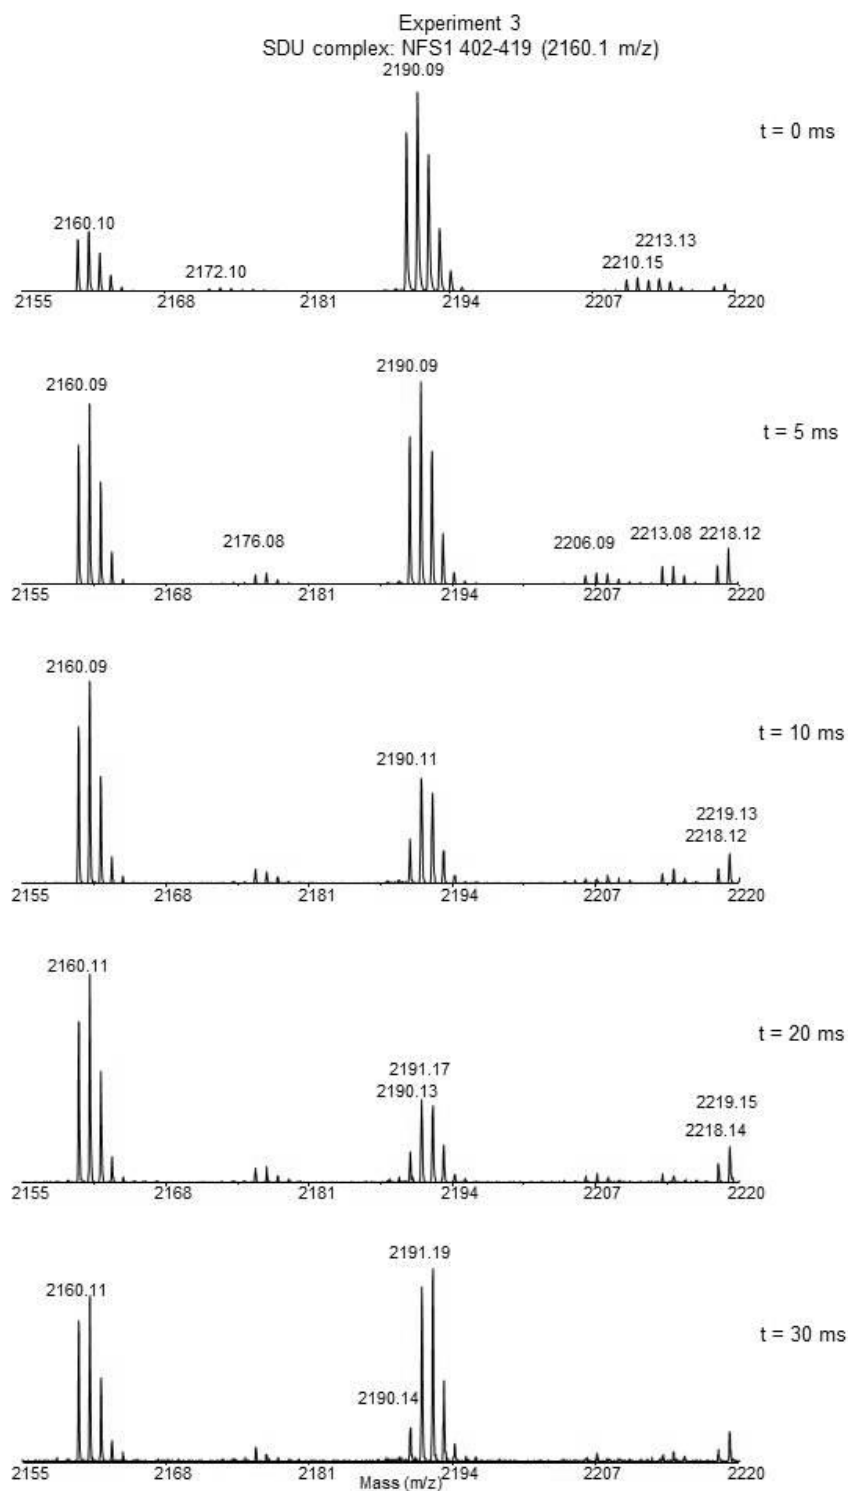 Experiment 3
SDU complex: NFS1 402-419 (2160.1 m/z)
2190.09
t = 0 ms
2160.10
2213.13
2172.10
2210.15
2155 2168 2181 2194 2207 2220
2190.09
2160.09
t = 5 ms
2176.08
2206.09
2213.08
2218.12
2155 2168 2181 2194 2207 2220
2160.09
t = 10 ms
2190.11
2219.13
2218.12
2155 2168 2181 2194 2207 2220
2160.11
t = 20 ms
2191.17
2190.13
2219.15
2218.14
2155 2168 2181 2194 2207 2220
2191.19
2160.11
t = 30 ms
2190.14
2155 2168 2181 2194 2207 2220
Mass (m/z)